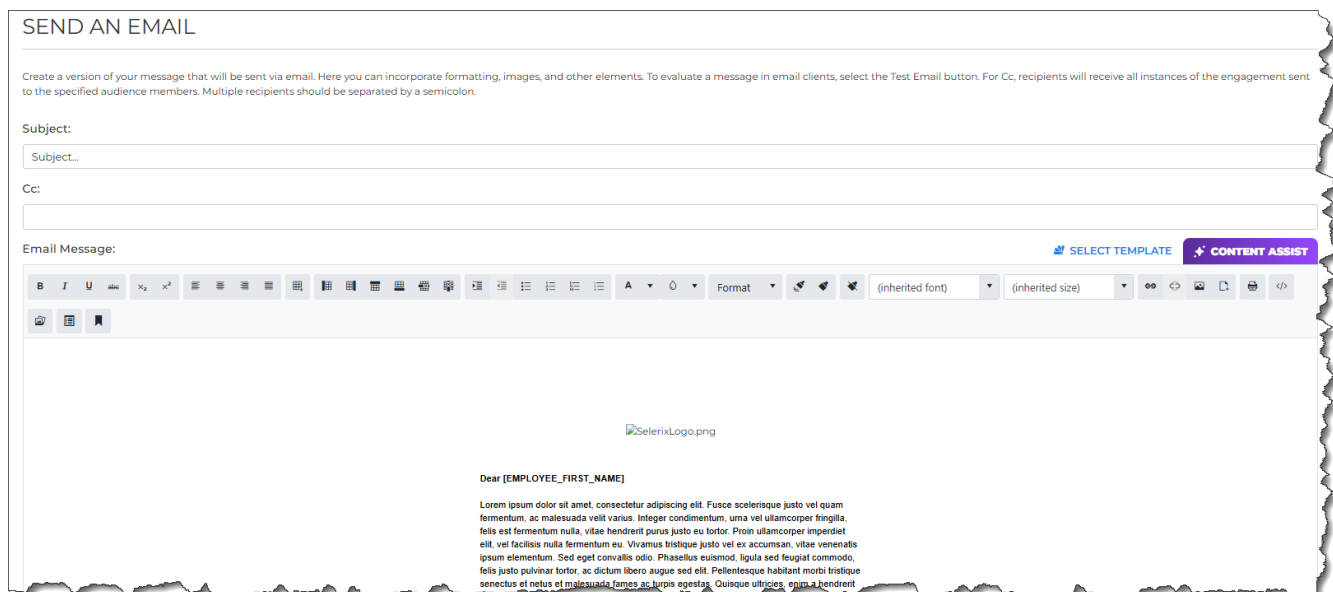 SEND AN EMAIL
Create a version of your message that will be sent via email. Here you can incorporate formatting, images, and other elements. To evaluate a message in email clients, select the Test Email button. For Cc, recipients will receive all instances of the engagement sent
to the specified audience members. Multiple recipients should be separated by a semicolon.
Subject:
Subject...
Cc:
Email Message:
SELECT TEMPLATE
CONTENT ASSIST
B I U abc x₂ x² A Format (inherited font) (inherited size) </>
SelerixLogo.png
Dear [EMPLOYEE_FIRST_NAME]
Lorem ipsum dolor sit amet, consectetur adipiscing elit. Fusce scelerisque justo vel quam
fermentum, ac malesuada velit varius. Integer condimentum, urna vel ullamcorper fringilla,
felis est fermentum nulla, vitae hendrerit purus justo eu tortor. Proin ullamcorper imperdiet
elit, vel facilisis nulla fermentum eu. Vivamus tristique justo vel ex accumsan, vitae venenatis
ipsum elementum. Sed eget convallis odio. Phasellus euismod, ligula sed feugiat commodo,
felis justo pulvinar tortor, ac dictum libero augue sed elit. Pellentesque habitant morbi tristique
senectus et netus et malesuada fames ac turpis egestas. Quisque ultricies, enim a hendrerit